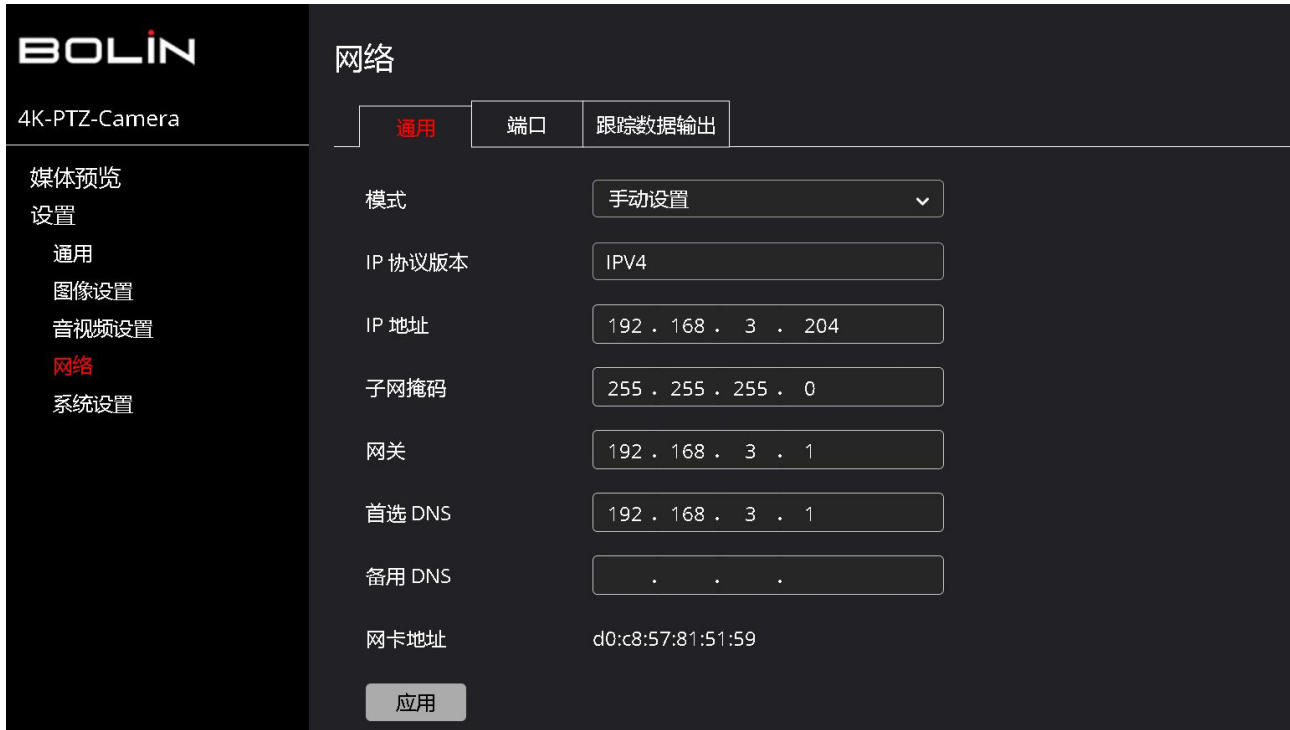 BOLIN
网络
4K-PTZ-Camera
通用 端口 跟踪数据输出
媒体预览
设置
通用
图像设置
音视频设置
网络
系统设置
模式 手动设置
IP 协议版本 IPV4
IP 地址 192 . 168 . 3 . 204
子网掩码 255 . 255 . 255 . 0
网关 192 . 168 . 3 . 1
首选 DNS 192 . 168 . 3 . 1
备用 DNS . . .
网卡地址 d0:c8:57:81:51:59
应用